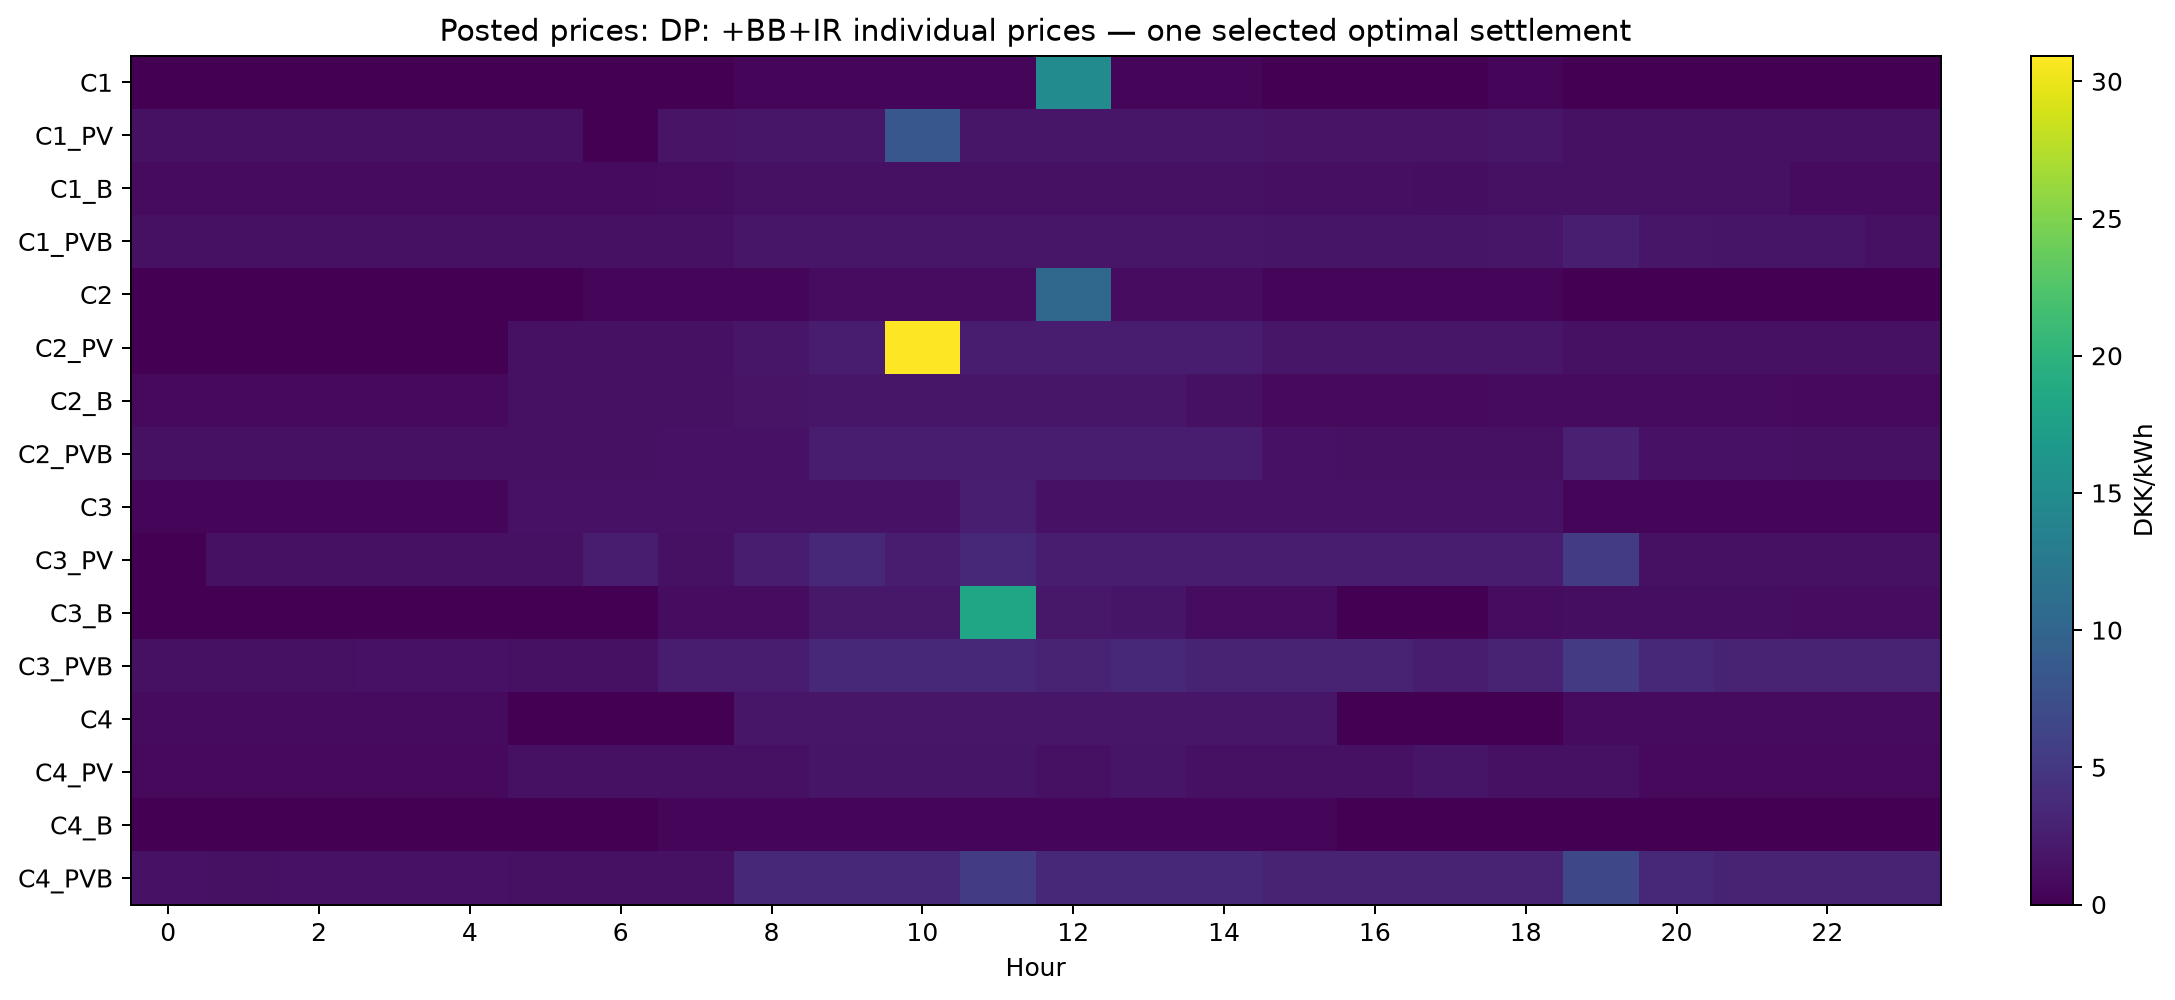 Posted prices: DP: +BB+IR individual prices — one selected optimal settlement
C1
C1_PV
C1_B
C1_PVB
C2
C2_PV
C2_B
C2_PVB
C3
C3_PV
C3_B
C3_PVB
C4
C4_PV
C4_B
C4_PVB
0 2 4 6 8 10 12 14 16 18 20 22
Hour
30
25
20
15
10
5
0
DKK/kWh